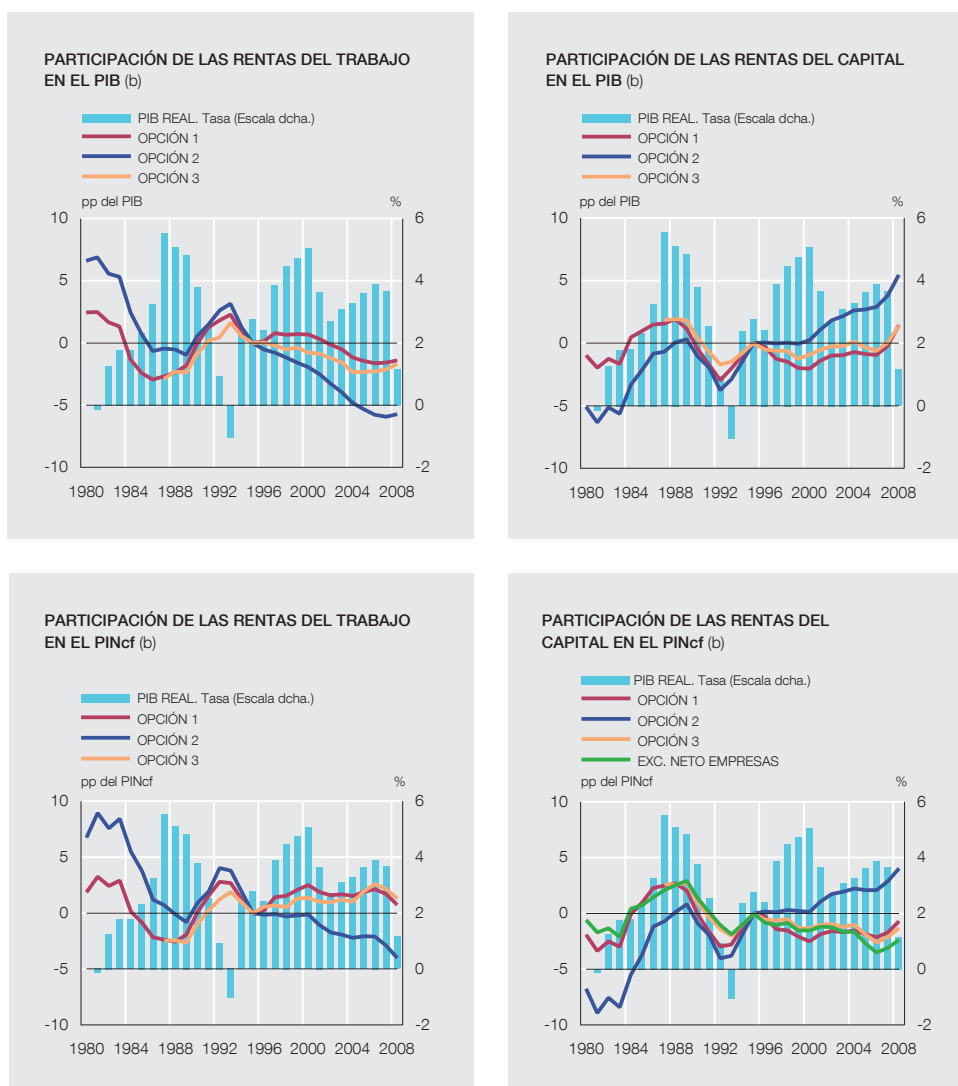 PARTICIPACIÓN DE LAS RENTAS DEL TRABAJO
EN EL PIB (b)
PIB REAL. Tasa (Escala dcha.)
OPCIÓN 1
OPCIÓN 2
OPCIÓN 3
pp del PIB %
10 6
5 4
0 2
-5 0
-10 -2
1980 1984 1988 1992 1996 2000 2004 2008
PARTICIPACIÓN DE LAS RENTAS DEL CAPITAL
EN EL PIB (b)
PIB REAL. Tasa (Escala dcha.)
OPCIÓN 1
OPCIÓN 2
OPCIÓN 3
pp del PIB %
10 6
5 4
0 2
-5 0
-10 -2
1980 1984 1988 1992 1996 2000 2004 2008
PARTICIPACIÓN DE LAS RENTAS DEL TRABAJO
EN EL PINcf (b)
PIB REAL. Tasa (Escala dcha.)
OPCIÓN 1
OPCIÓN 2
OPCIÓN 3
pp del PINcf %
10 6
5 4
0 2
-5 0
-10 -2
1980 1984 1988 1992 1996 2000 2004 2008
PARTICIPACIÓN DE LAS RENTAS DEL
CAPITAL EN EL PINcf (b)
PIB REAL. Tasa (Escala dcha.)
OPCIÓN 1
OPCIÓN 2
OPCIÓN 3
EXC. NETO EMPRESAS
pp del PINcf %
10 6
5 4
0 2
-5 0
-10 -2
1980 1984 1988 1992 1996 2000 2004 2008